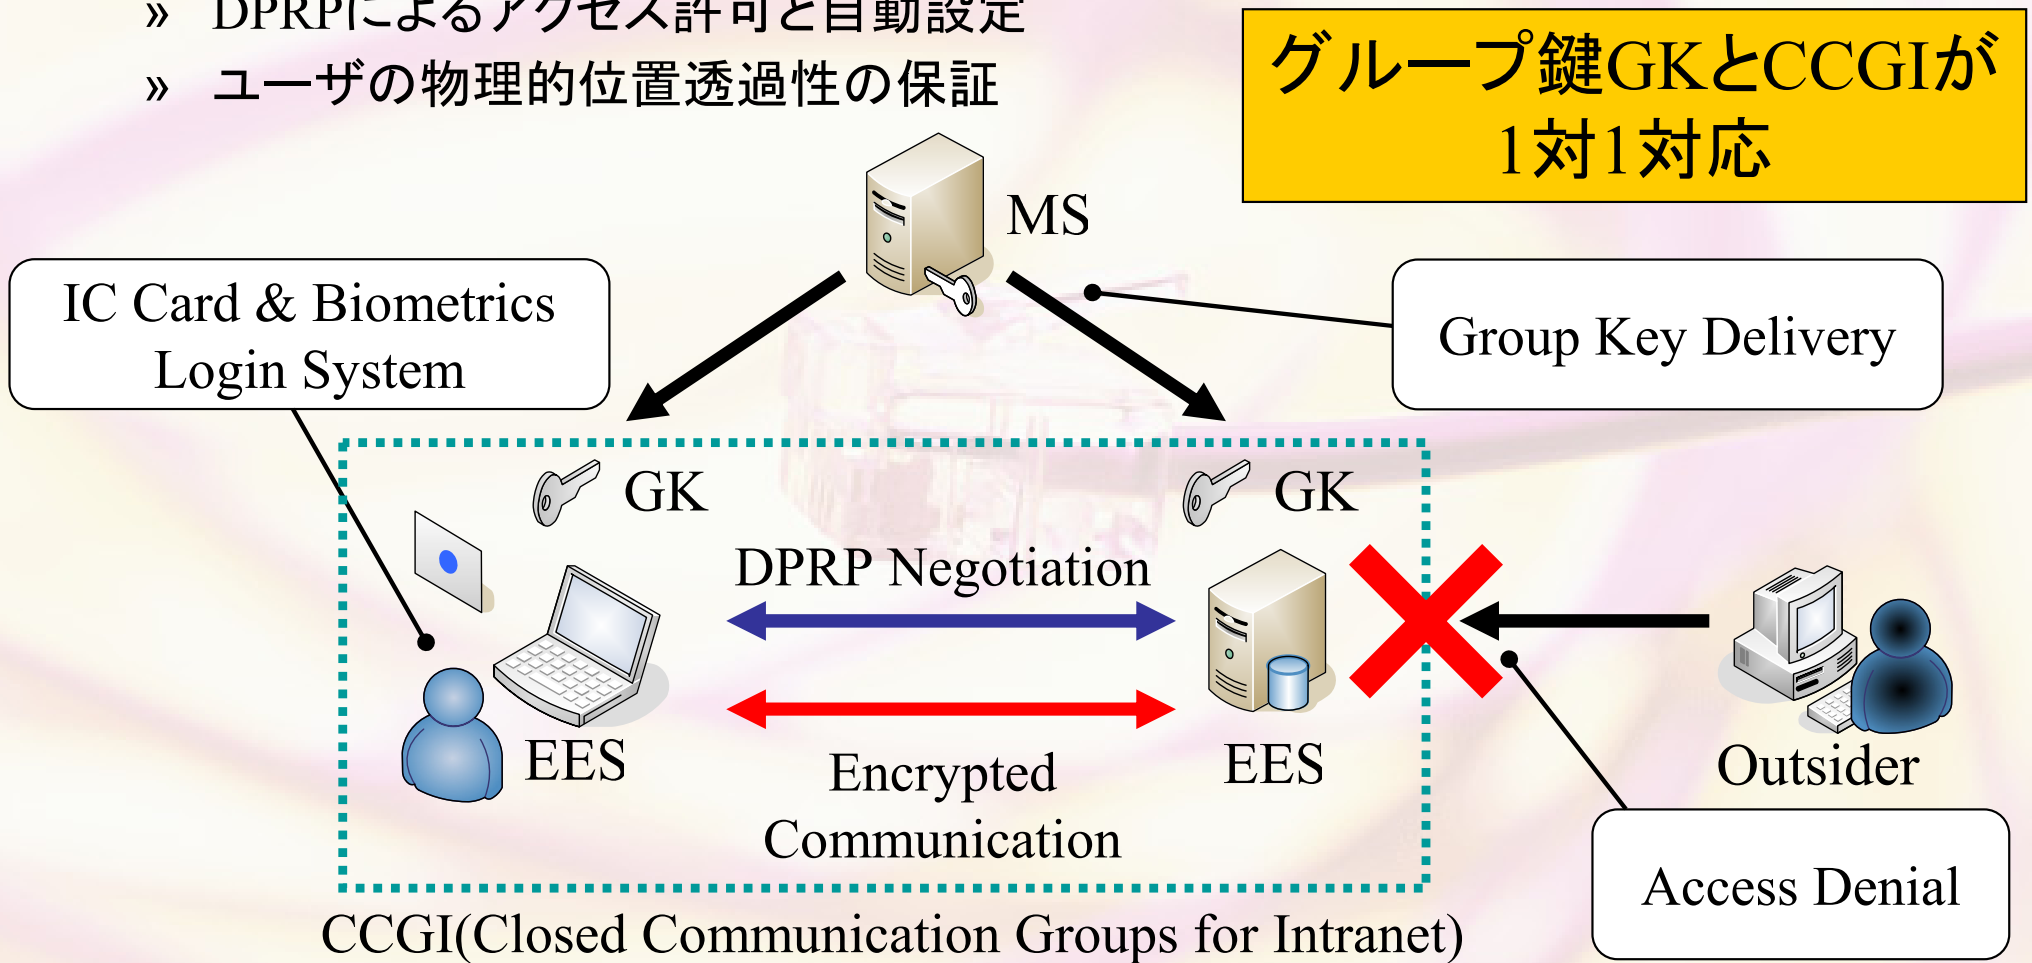 » DPRPによるアクセス許可と自動設定
» ユーザの物理的位置透過性の保証
グループ鍵GKとCCGIが
1対1対応
MS
IC Card & Biometrics
Login System
Group Key Delivery
GK
GK
DPRP Negotiation
EES
Encrypted
Communication
EES
Outsider
Access Denial
CCGI(Closed Communication Groups for Intranet)